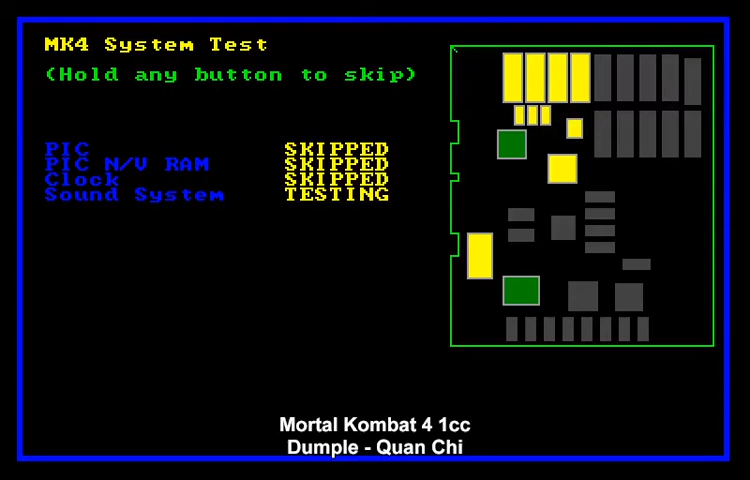 MK4 System Test
(Hold any button to skip)
PIC SKIPPED
PIC N/V RAM SKIPPED
Clock SKIPPED
Sound System TESTING
Mortal Kombat 4 1cc
Dumple - Quan Chi